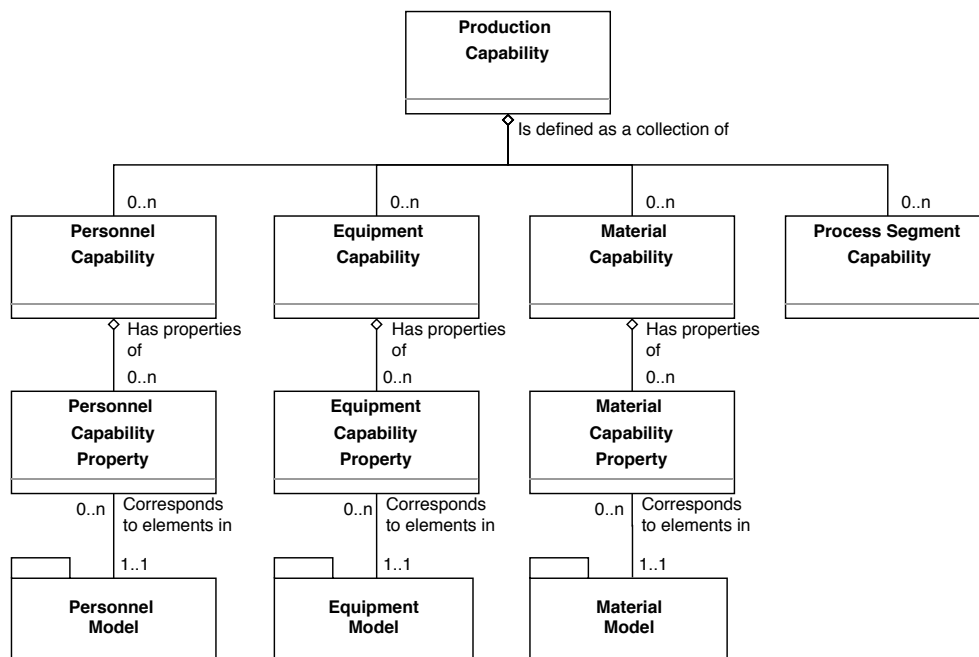 Production
Capability
Is defined as a collection of
0..n
0..n
0..n
0..n
Personnel
Capability
Equipment
Capability
Material
Capability
Process Segment
Capability
Has properties
of
Has properties
of
Has properties
of
0..n
0..n
0..n
Personnel
Capability
Property
Equipment
Capability
Property
Material
Capability
Property
0..n
Corresponds
to elements in
0..n
Corresponds
to elements in
0..n
Corresponds
to elements in
1..1
1..1
1..1
Personnel
Model
Equipment
Model
Material
Model